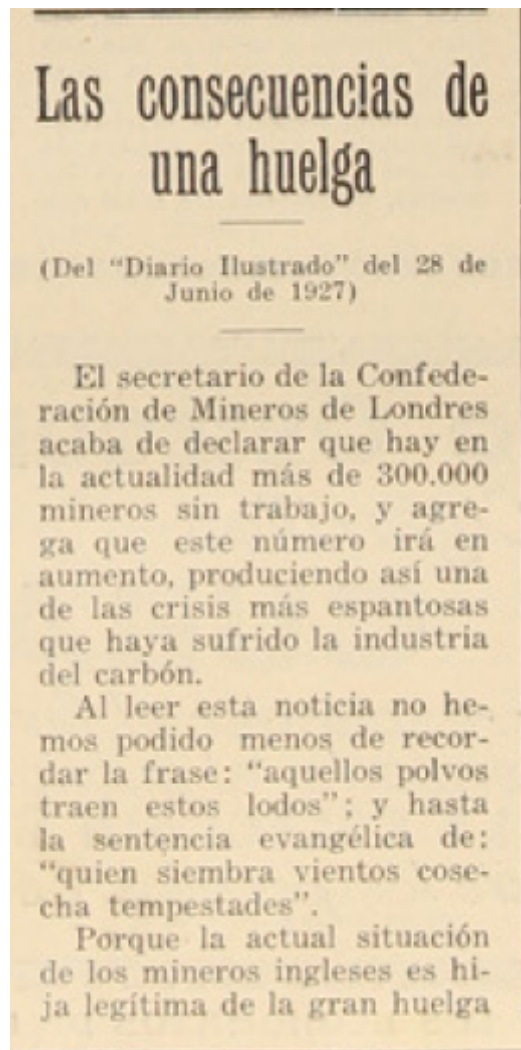 Las consecuencias de
una huelga
(Del "Diario Ilustrado" del 28 de
Junio de 1927)
El secretario de la Confede-
ración de Mineros de Londres
acaba de declarar que hay en
la actualidad más de 300.000
mineros sin trabajo, y agre-
ga que este número irá en
aumento, produciendo así una
de las crisis más espantosas
que haya sufrido la industria
del carbón.
Al leer esta noticia no he-
mos podido menos de recor-
dar la frase: "aquellos polvos
traen estos lodos"; y hasta
la sentencia evangélica de:
"quien siembra vientos cose-
cha tempestades".
Porque la actual situación
de los mineros ingleses es hi-
ja legítima de la gran huelga